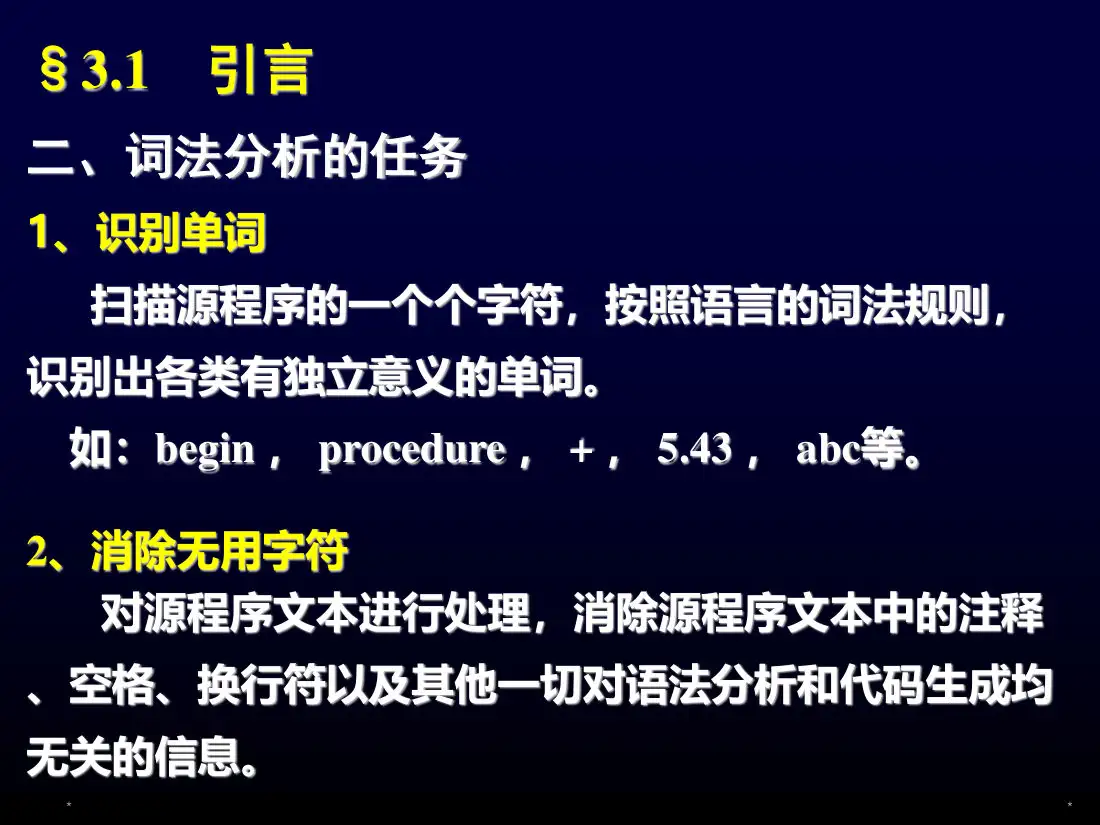 §3.1 引言
二、词法分析的任务
1、识别单词
扫描源程序的一个个字符，按照语言的词法规则，
识别出各类有独立意义的单词。
如：begin， procedure， +， 5.43， abc等。
2、消除无用字符
对源程序文本进行处理，消除源程序文本中的注释
、空格、换行符以及其他一切对语法分析和代码生成均
无关的信息。
* *